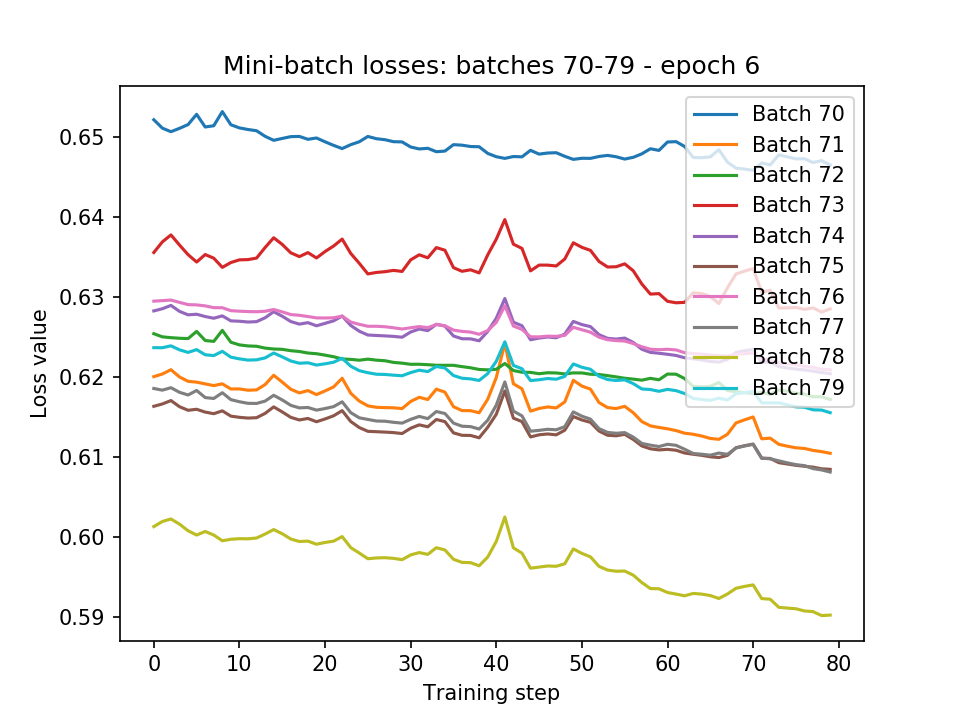 Mini-batch losses: batches 70-79 - epoch 6
Loss value
0.65
0.64
0.63
0.62
0.61
0.60
0.59
Batch 70
Batch 71
Batch 72
Batch 73
Batch 74
Batch 75
Batch 76
Batch 77
Batch 78
Batch 79
0 10 20 30 40 50 60 70 80
Training step